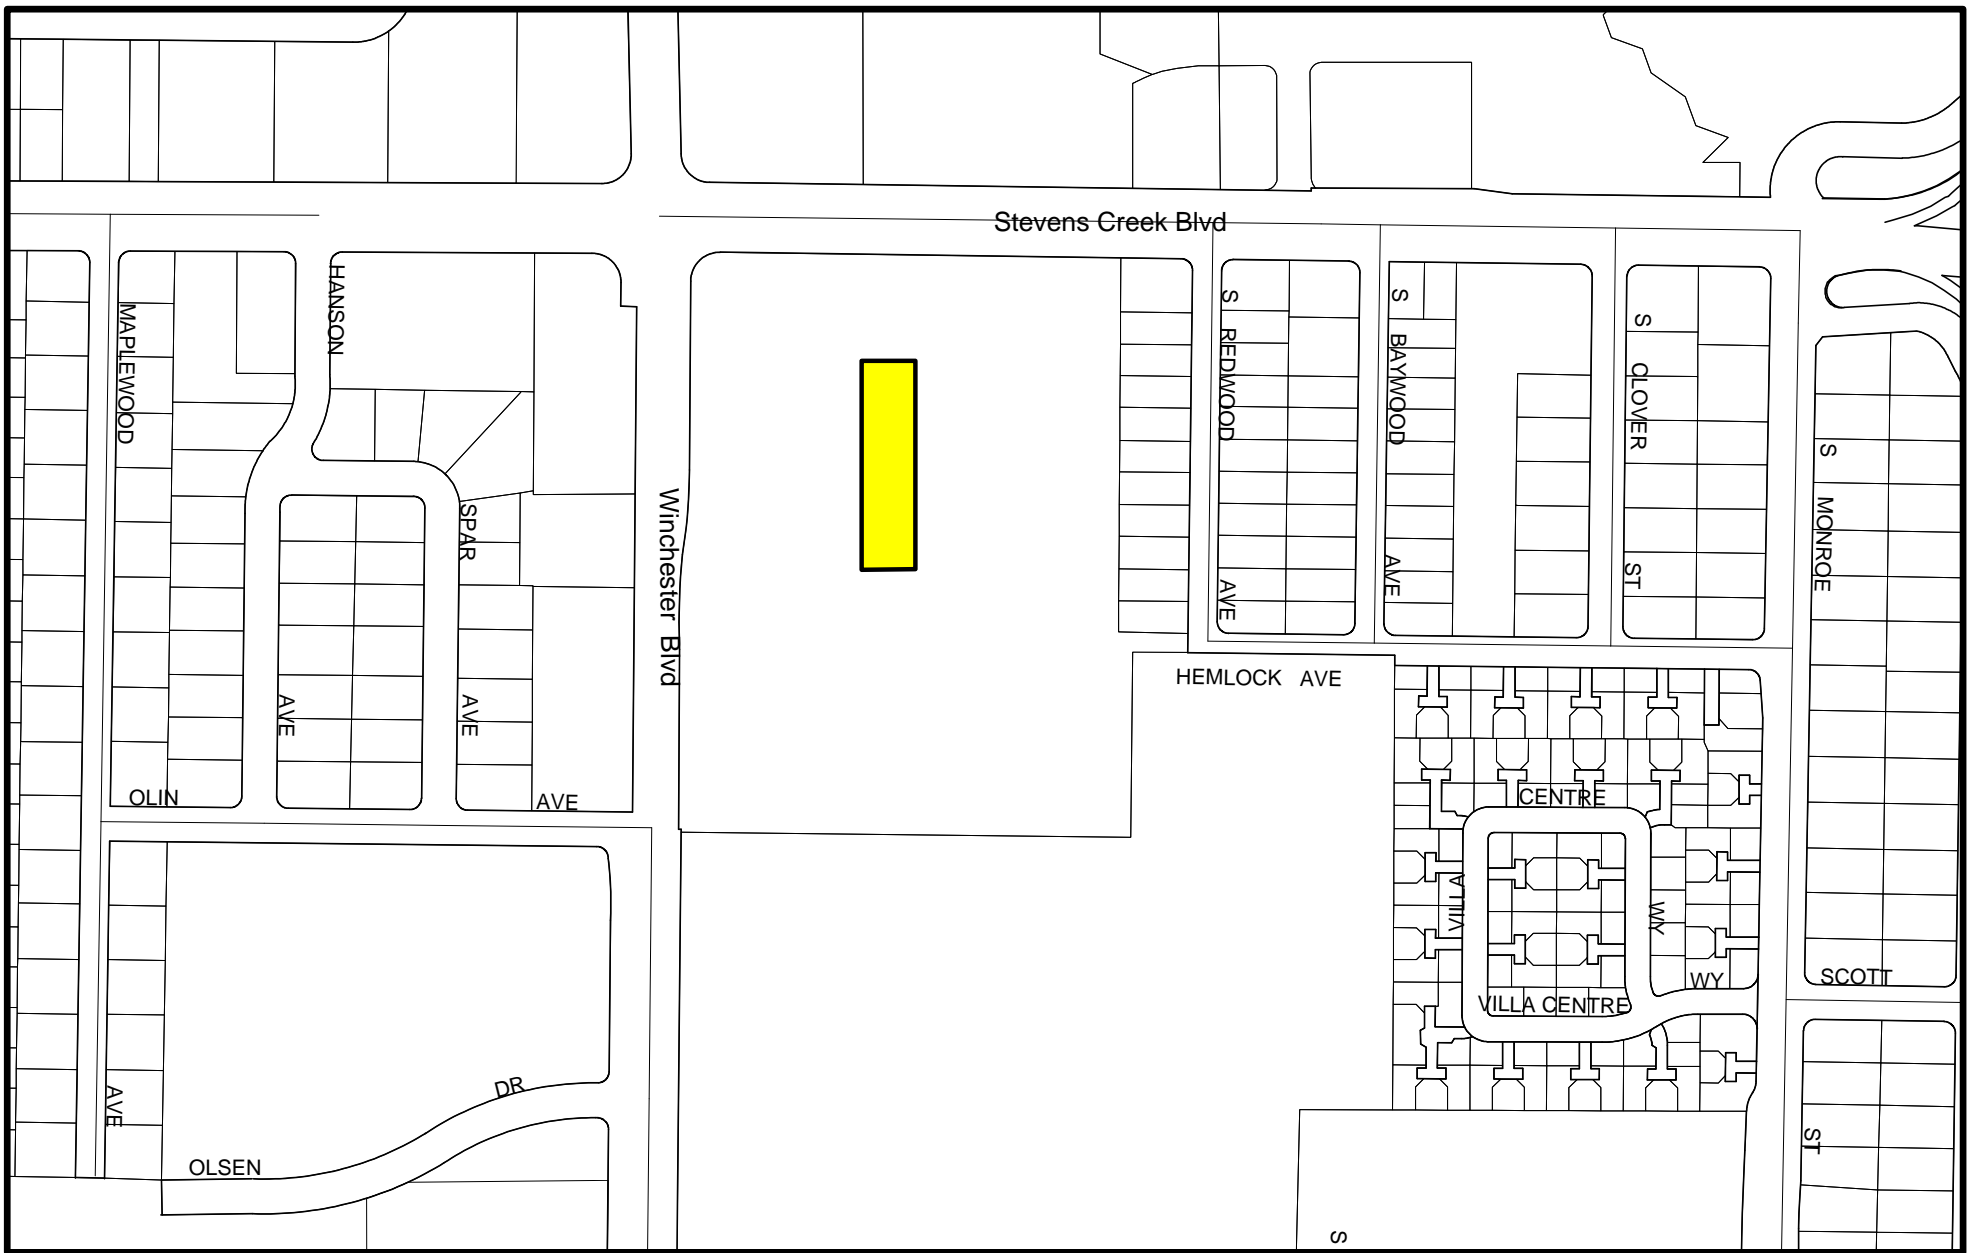 Stevens Creek Blvd
HANSON
AVE
MAPLEWOOD
AVE
SPAR
AVE
Winchester Blvd
S REDWOOD AVE
S BAYWOOD AVE
S CLOVER ST
S MONROE
ST
HEMLOCK AVE
OLIN AVE
CENTRE
VILLA
WY
VILLA CENTRE WY
SCOTT
OLSEN DR
S